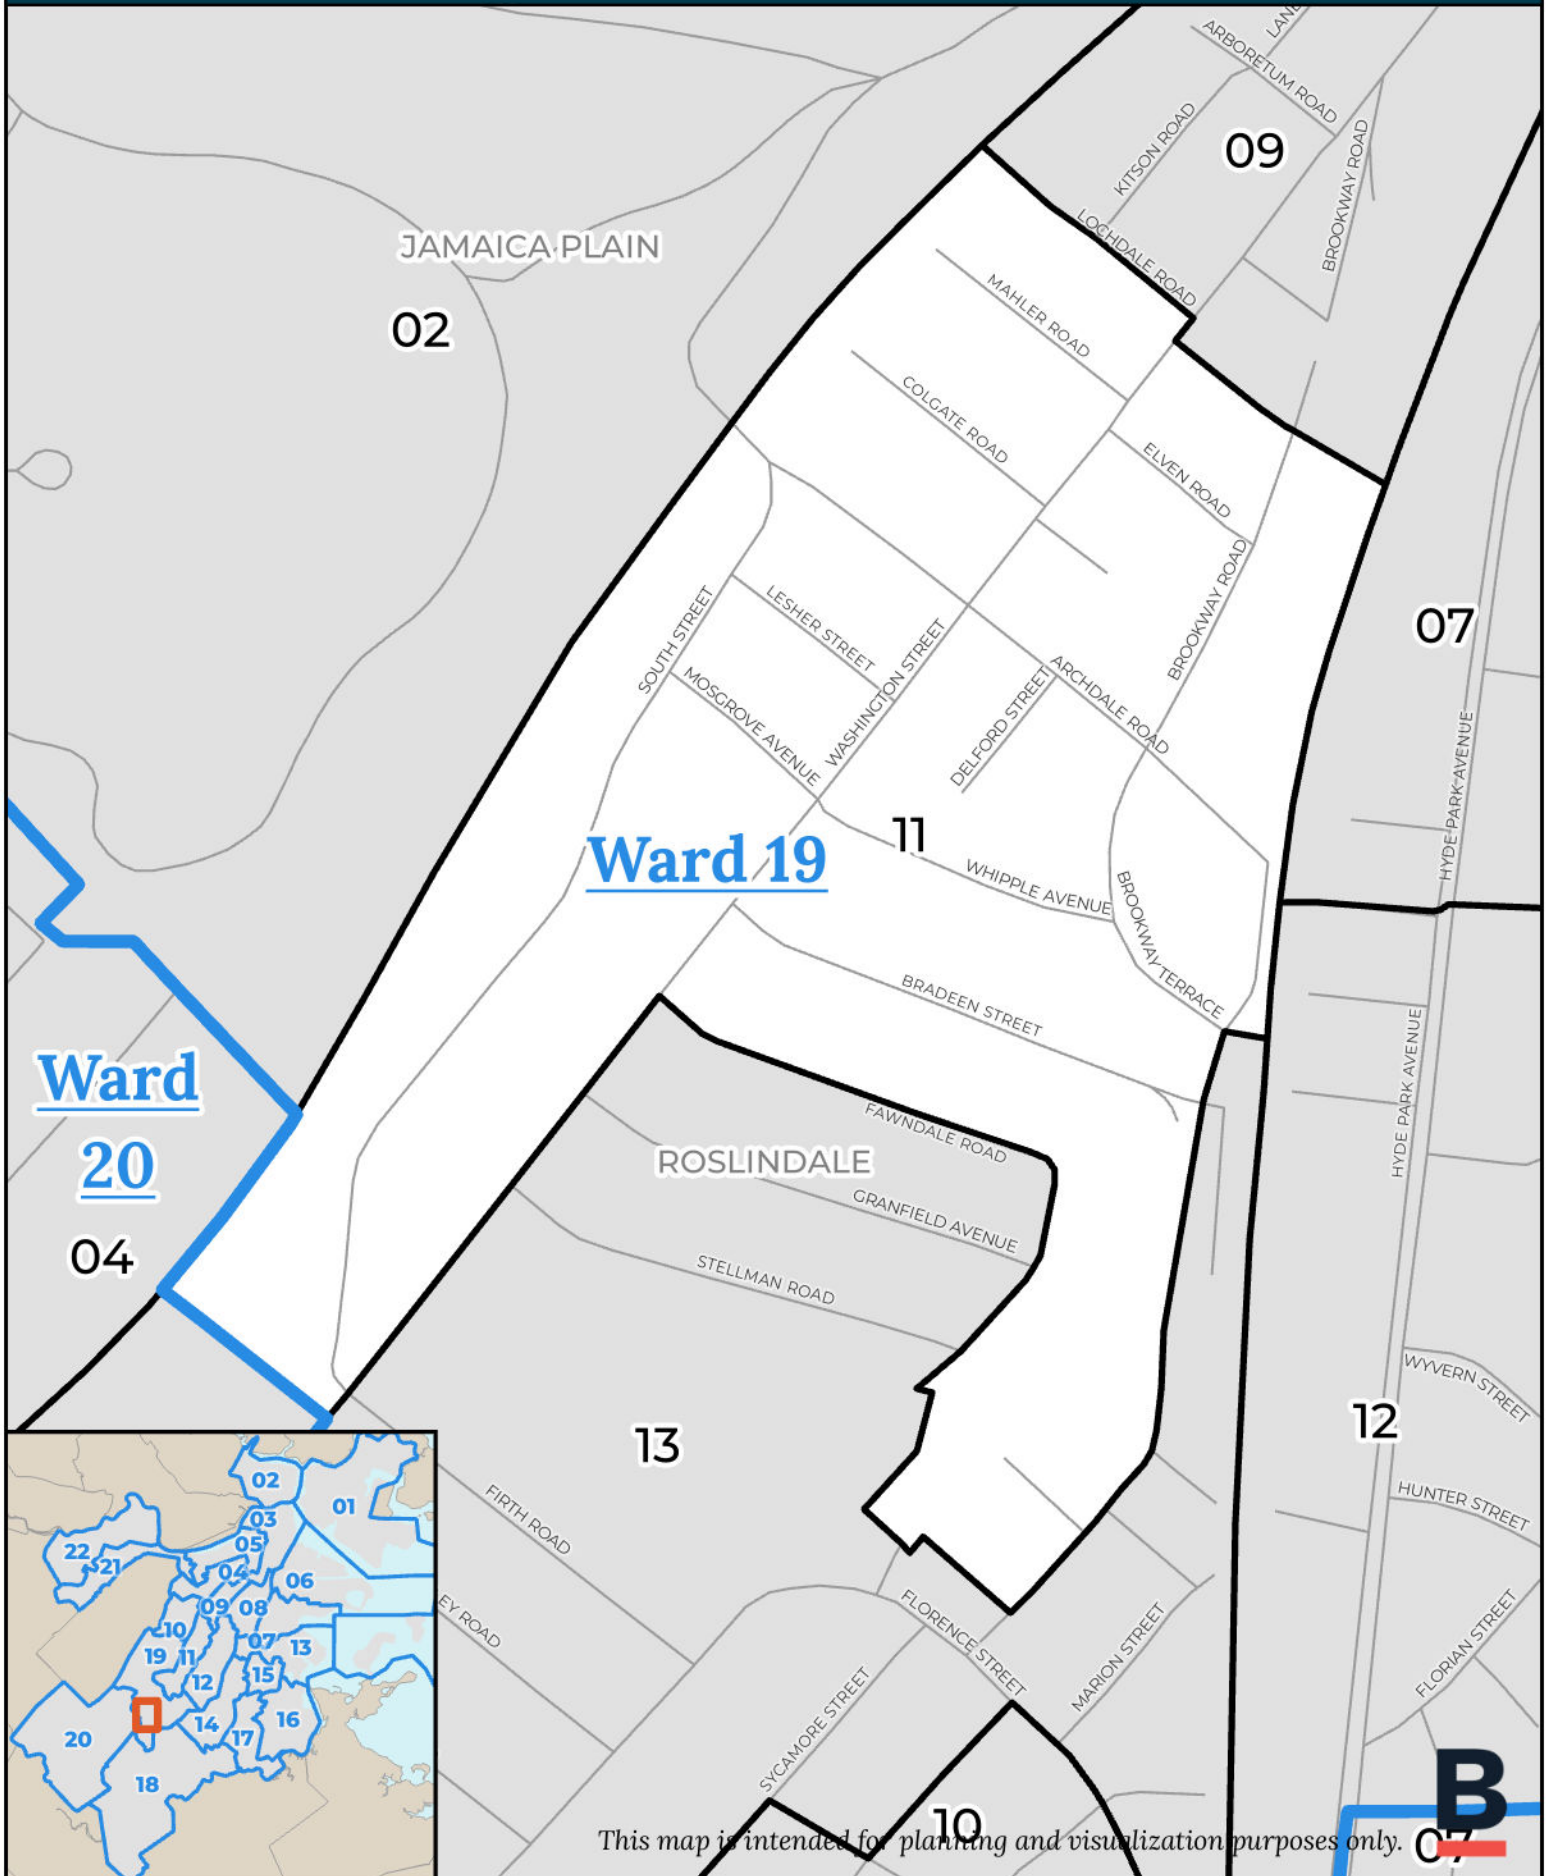 LANE
ARBORETUM ROAD
KITSON ROAD
09
BROOKWAY ROAD
LOCHDALE ROAD
JAMAICA PLAIN
02
MAHLER ROAD
COLGATE ROAD
ELVEN ROAD
BROOKWAY ROAD
07
SOUTH STREET
LESHER STREET
WASHINGTON STREET
MOSGROVE AVENUE
DELFORD STREET
ARCHDALE ROAD
HYDE PARK AVENUE
11
Ward 19
WHIPPLE AVENUE
BROOKWAY TERRACE
BRADEEN STREET
HYDE PARK AVENUE
Ward
20
04
FAWNDALE ROAD
ROSLINDALE
GRANFIELD AVENUE
STELLMAN ROAD
13
12
WYVERN STREET
HUNTER STREET
FIRTH ROAD
EY ROAD
FLORENCE STREET
MARION STREET
SYCAMORE STREET
FLORIAN STREET
10
07
02
01
03
05
22
21
04
06
09
08
10
07
13
19
11
12
15
14
17
16
20
18
B
This map is intended for planning and visualization purposes only.